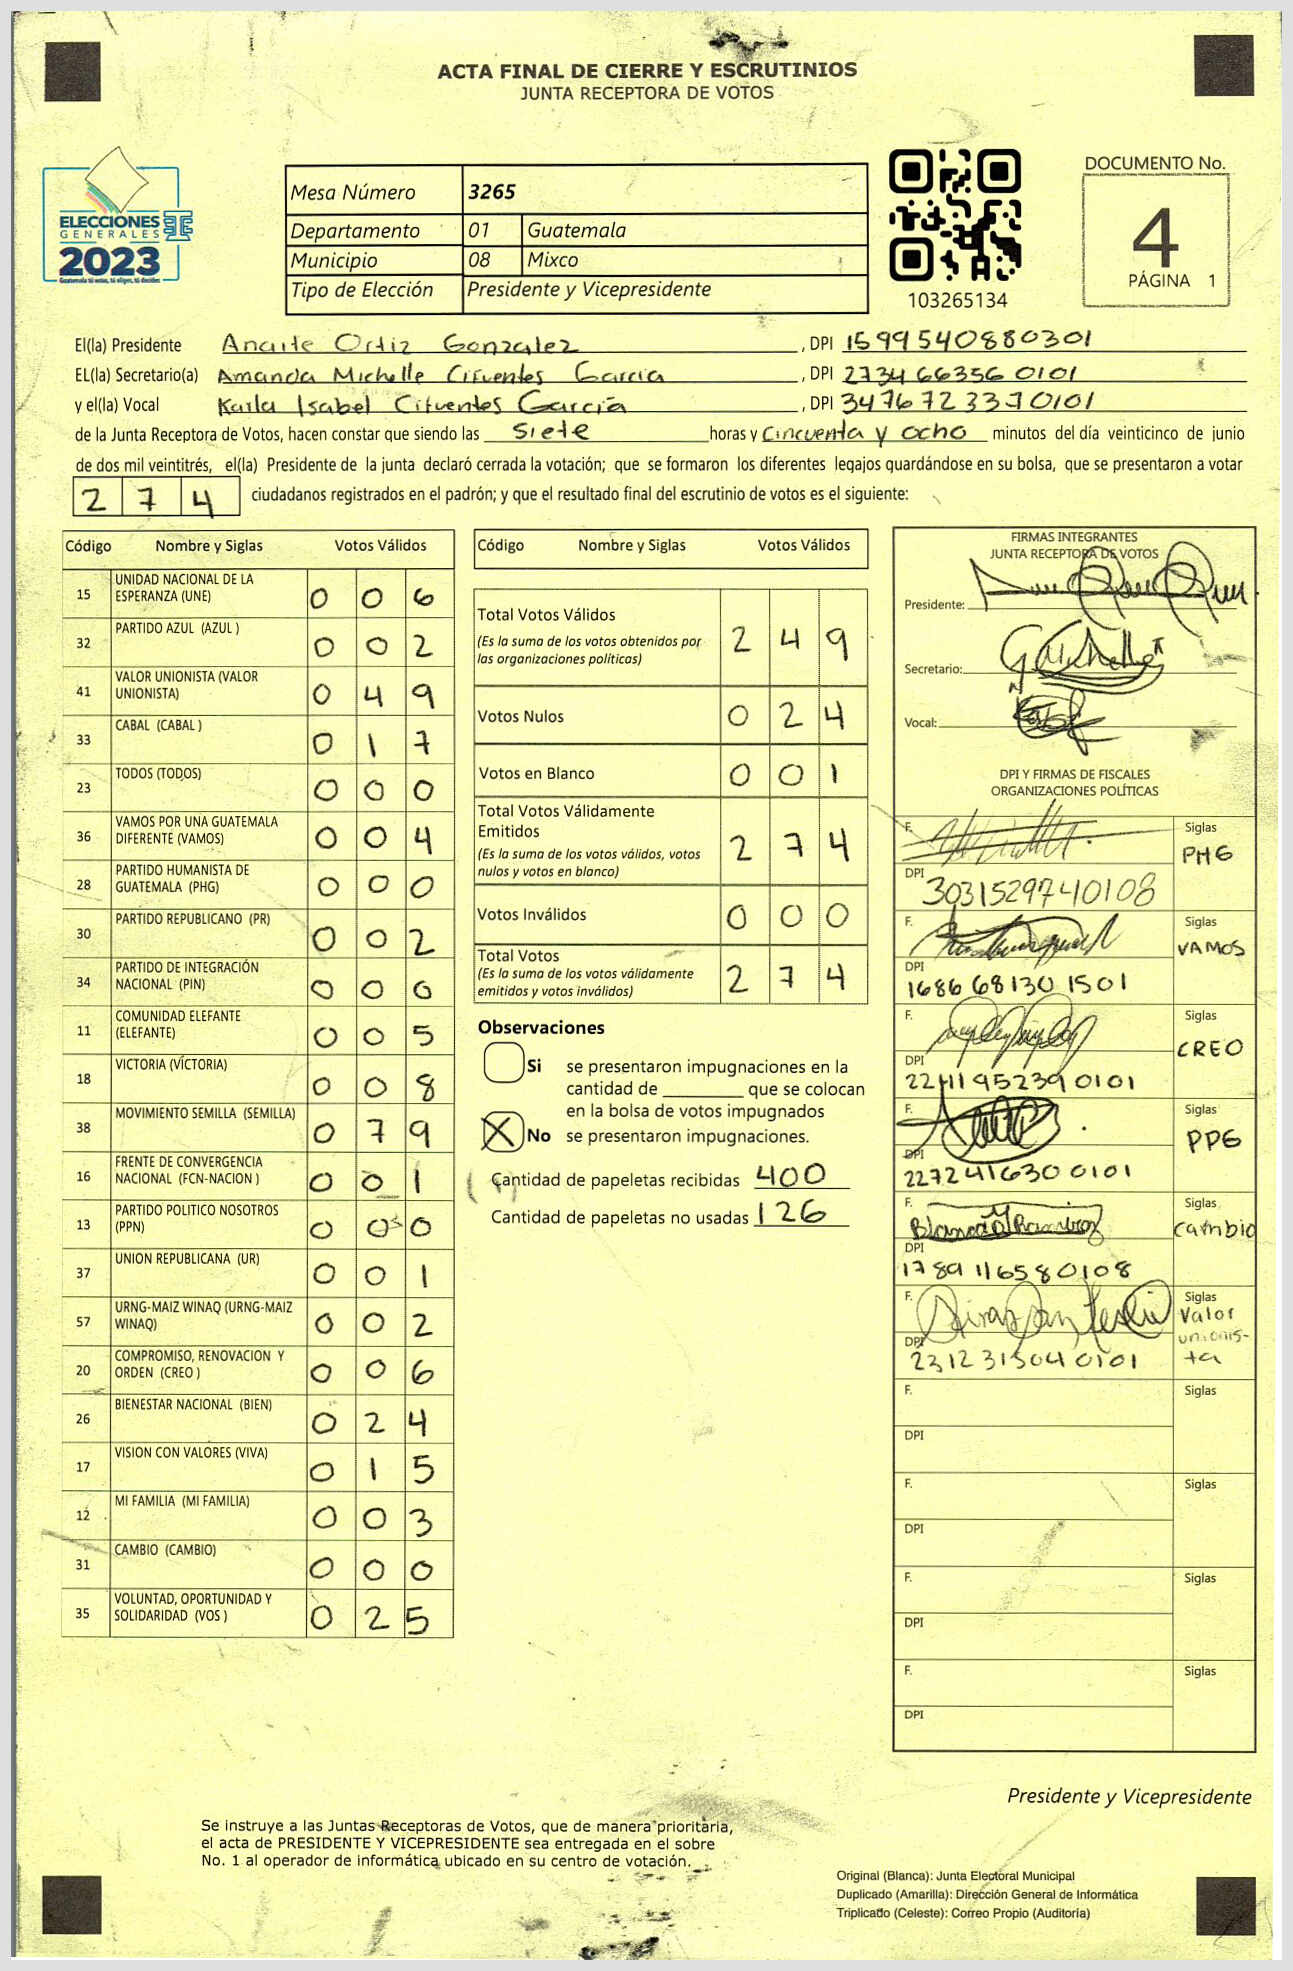 ACTA FINAL DE CIERRE Y ESCRUTINIOS
JUNTA RECEPTORA DE VOTOS
ELECCIONES
GENERALES
2023
Guatemala tú votas, tú eliges, tú decides
Mesa Número 3265
Departamento 01 Guatemala
Municipio 08 Mixco
Tipo de Elección Presidente y Vicepresidente
103265134
DOCUMENTO No.
4
PÁGINA 1
El(la) Presidente Anaite Ortiz Gonzalez, DPI 1599540880301
EL(la) Secretario(a) Amanda Michelle Cifuentes Garcia, DPI 2734663560101
y el(la) Vocal Karla Isabel Cifuentes García, DPI 3476723370101
de la Junta Receptora de Votos, hacen constar que siendo las siete horas y cincuenta y ocho minutos del día veinticinco de junio
de dos mil veintitrés, el(la) Presidente de la junta declaró cerrada la votación; que se formaron los diferentes legajos quardándose en su bolsa, que se presentaron a votar
274 ciudadanos registrados en el padrón; y que el resultado final del escrutinio de votos es el siguiente:
Código Nombre y Siglas Votos Válidos
15 UNIDAD NACIONAL DE LA ESPERANZA (UNE) 0 0 6
32 PARTIDO AZUL (AZUL ) 0 0 2
41 VALOR UNIONISTA (VALOR UNIONISTA) 0 4 9
33 CABAL (CABAL ) 0 1 7
23 TODOS (TODOS) 0 0 0
36 VAMOS POR UNA GUATEMALA DIFERENTE (VAMOS) 0 0 4
28 PARTIDO HUMANISTA DE GUATEMALA (PHG) 0 0 0
30 PARTIDO REPUBLICANO (PR) 0 0 2
34 PARTIDO DE INTEGRACIÓN NACIONAL (PIN) 0 0 0
11 COMUNIDAD ELEFANTE (ELEFANTE) 0 0 5
18 VICTORIA (VICTORIA) 0 0 8
38 MOVIMIENTO SEMILLA (SEMILLA) 0 7 9
16 FRENTE DE CONVERGENCIA NACIONAL (FCN-NACION ) 0 0 1
13 PARTIDO POLITICO NOSOTROS (PPN) 0 0 0
37 UNION REPUBLICANA (UR) 0 0 1
57 URNG-MAIZ WINAQ (URNG-MAIZ WINAQ) 0 0 2
20 COMPROMISO, RENOVACION Y ORDEN (CREO ) 0 0 6
26 BIENESTAR NACIONAL (BIEN) 0 2 4
17 VISION CON VALORES (VIVA) 0 1 5
12 MI FAMILIA (MI FAMILIA) 0 0 3
31 CAMBIO (CAMBIO) 0 0 0
35 VOLUNTAD, OPORTUNIDAD Y SOLIDARIDAD (VOS ) 0 2 5
Código Nombre y Siglas Votos Válidos
Total Votos Válidos 2 4 9
(Es la suma de los votos obtenidos por
las organizaciones políticas)
Votos Nulos 0 2 4
Votos en Blanco 0 0 1
Total Votos Válidamente
Emitidos 2 7 4
(Es la suma de los votos válidos, votos
nulos y votos en blanco)
Votos Inválidos 0 0 0
Total Votos 2 7 4
(Es la suma de los votos válidamente
emitidos y votos inválidos)
Observaciones
Si se presentaron impugnaciones en la
cantidad de ________ que se colocan
en la bolsa de votos impugnados
X No se presentaron impugnaciones.
Cantidad de papeletas recibidas 400
Cantidad de papeletas no usadas 126
FIRMAS INTEGRANTES
JUNTA RECEPTORA DE VOTOS
Presidente:
Secretario:
Vocal:
DPI Y FIRMAS DE FISCALES
ORGANIZACIONES POLÍTICAS
F. Siglas PHG
DPI 3031529740108
F. Siglas VAMOS
DPI 1686681301501
F. Siglas CREO
DPI 2241195239 0101
F. Siglas PPG
DPI 2272416300101
F. Blanca Ramirez Siglas Cambio
DPI 1789116580108
F. Siglas Valor unionis-ta
DPI 2312315040101
F. Siglas
DPI
F. Siglas
DPI
F. Siglas
DPI
F. Siglas
DPI
Presidente y Vicepresidente
Se instruye a las Juntas Receptoras de Votos, que de manera prioritaria,
el acta de PRESIDENTE Y VICEPRESIDENTE sea entregada en el sobre
No. 1 al operador de informática ubicado en su centro de votación.
Original (Blanca): Junta Electoral Municipal
Duplicado (Amarilla): Dirección General de Informática
Triplicado (Celeste): Correo Propio (Auditoría)